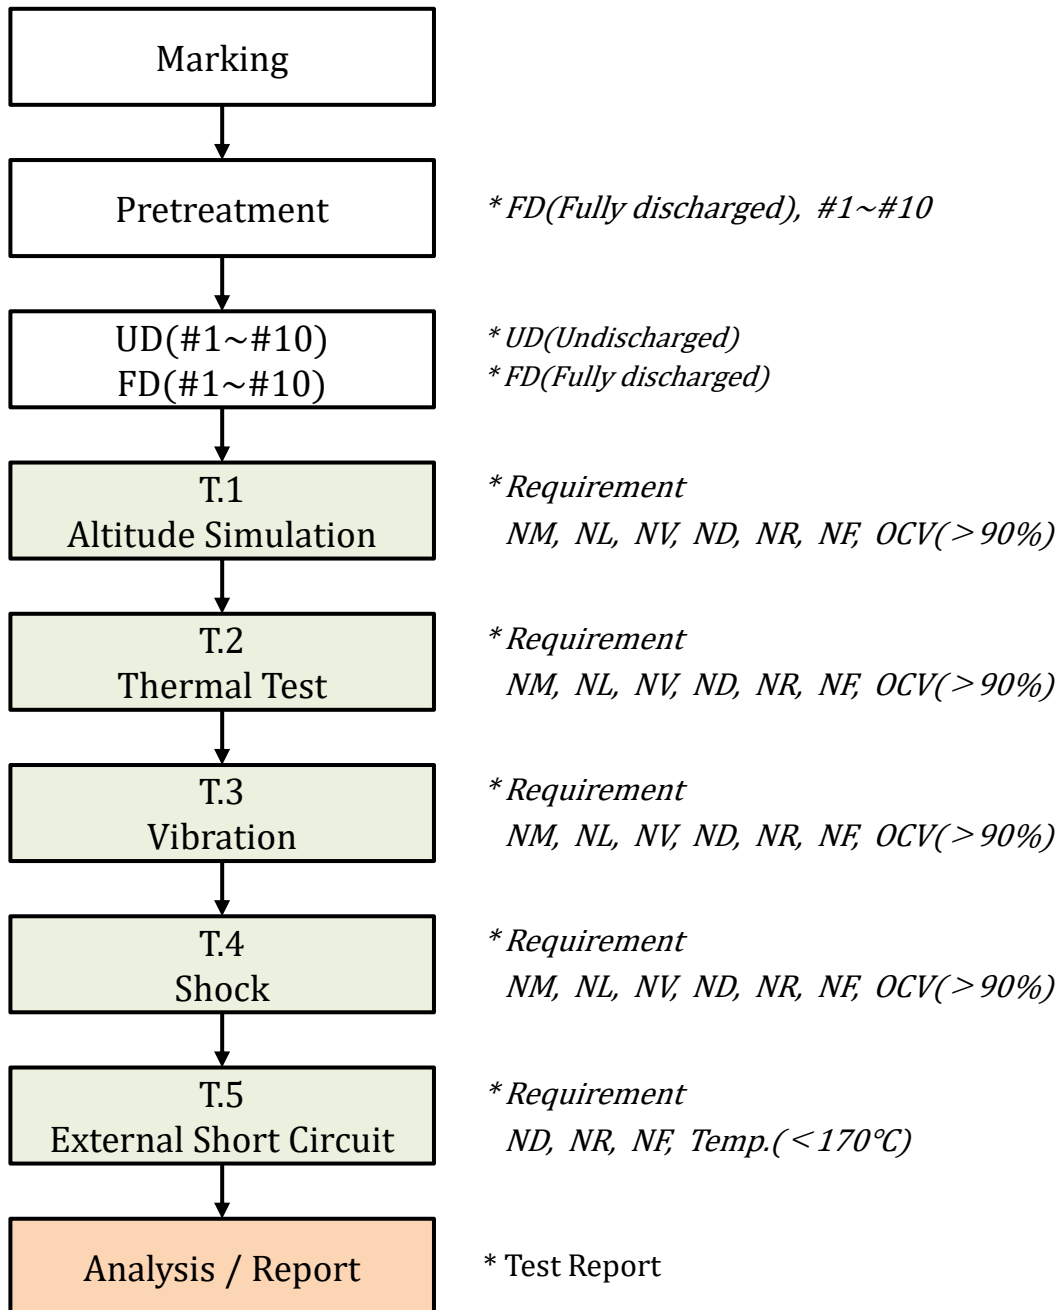 Marking
Pretreatment
* FD(Fully discharged), #1~#10
UD(#1~#10)
FD(#1~#10)
* UD(Undischarged)
* FD(Fully discharged)
T.1
Altitude Simulation
* Requirement
NM, NL, NV, ND, NR, NF, OCV(＞90%)
T.2
Thermal Test
* Requirement
NM, NL, NV, ND, NR, NF, OCV(＞90%)
T.3
Vibration
* Requirement
NM, NL, NV, ND, NR, NF, OCV(＞90%)
T.4
Shock
* Requirement
NM, NL, NV, ND, NR, NF, OCV(＞90%)
T.5
External Short Circuit
* Requirement
ND, NR, NF, Temp.(＜170℃)
Analysis / Report
* Test Report